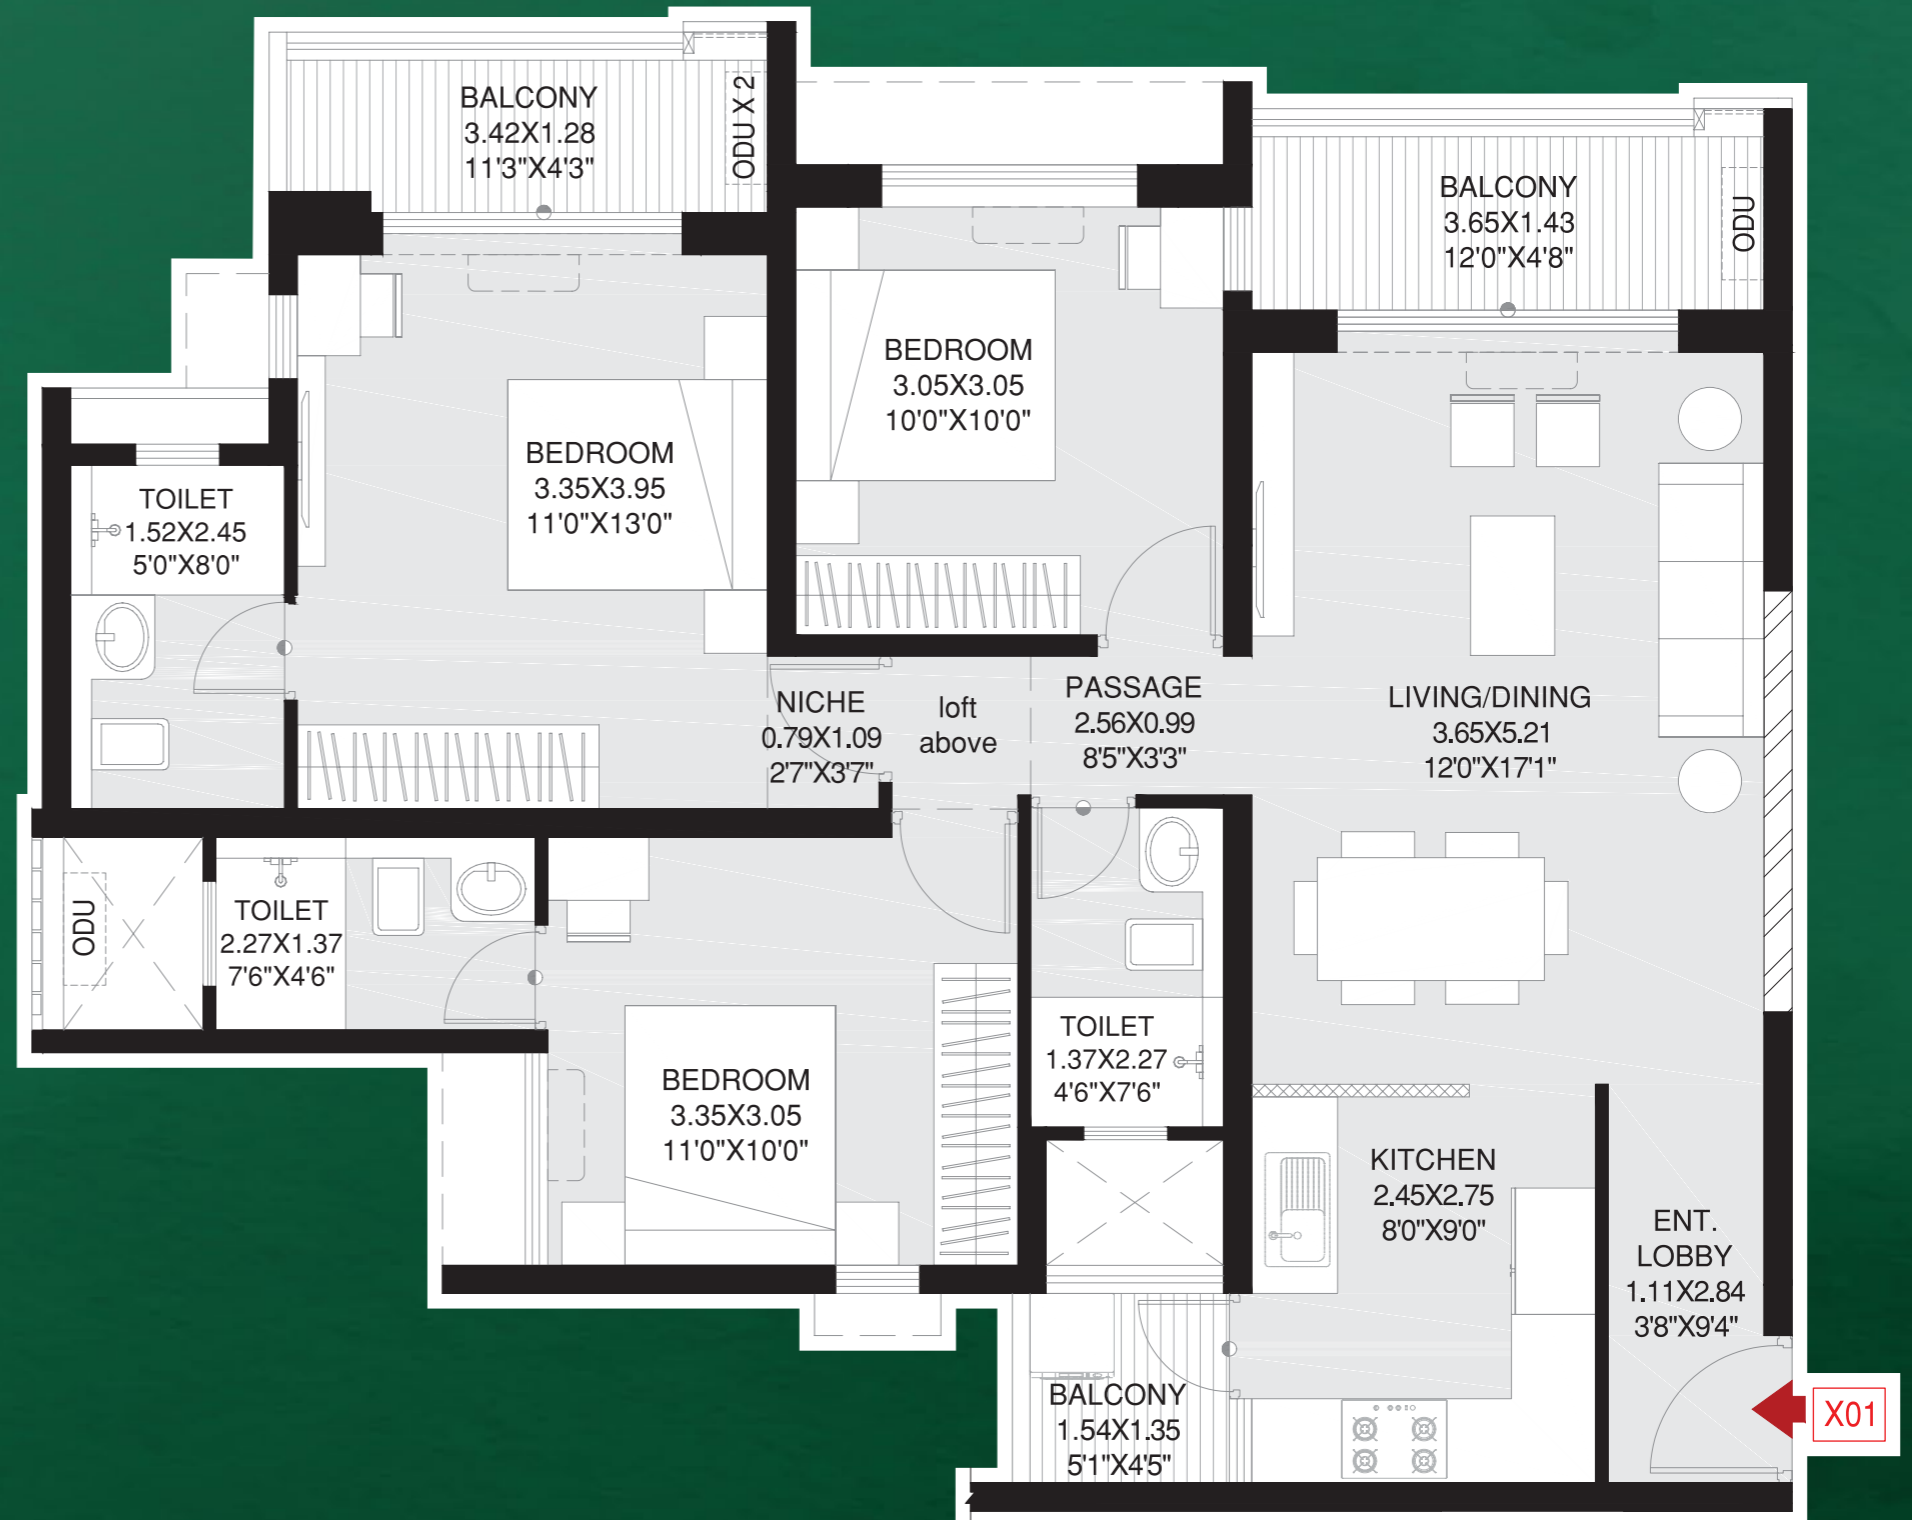 BALCONY
3.42X1.28
11'3"X4'3"
ODU X 2
BALCONY
3.65X1.43
12'0"X4'8"
ODU
BEDROOM
3.05X3.05
10'0"X10'0"
BEDROOM
3.35X3.95
11'0"X13'0"
TOILET
1.52X2.45
5'0"X8'0"
NICHE
0.79X1.09
2'7"X3'7"
loft
above
PASSAGE
2.56X0.99
8'5"X3'3"
LIVING/DINING
3.65X5.21
12'0"X17'1"
ODU
TOILET
2.27X1.37
7'6"X4'6"
TOILET
1.37X2.27
4'6"X7'6"
BEDROOM
3.35X3.05
11'0"X10'0"
KITCHEN
2.45X2.75
8'0"X9'0"
ENT.
LOBBY
1.11X2.84
3'8"X9'4"
BALCONY
1.54X1.35
5'1"X4'5"
X01